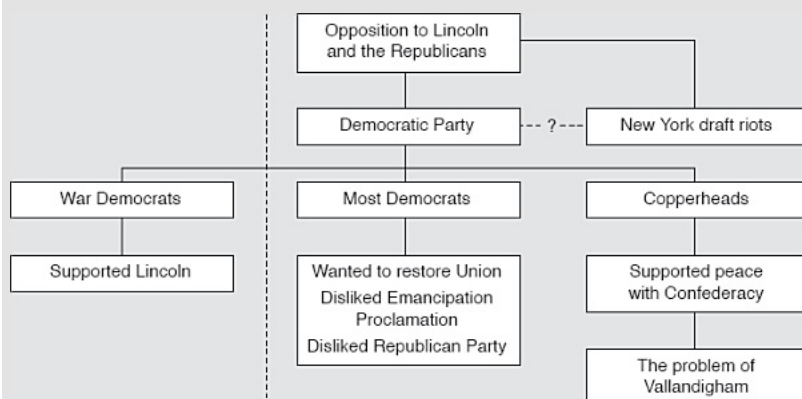 Opposition to Lincoln
and the Republicans
Democratic Party
?
New York draft riots
War Democrats
Most Democrats
Copperheads
Supported Lincoln
Wanted to restore Union
Disliked Emancipation
Proclamation
Disliked Republican Party
Supported peace
with Confederacy
The problem of
Vallandigham